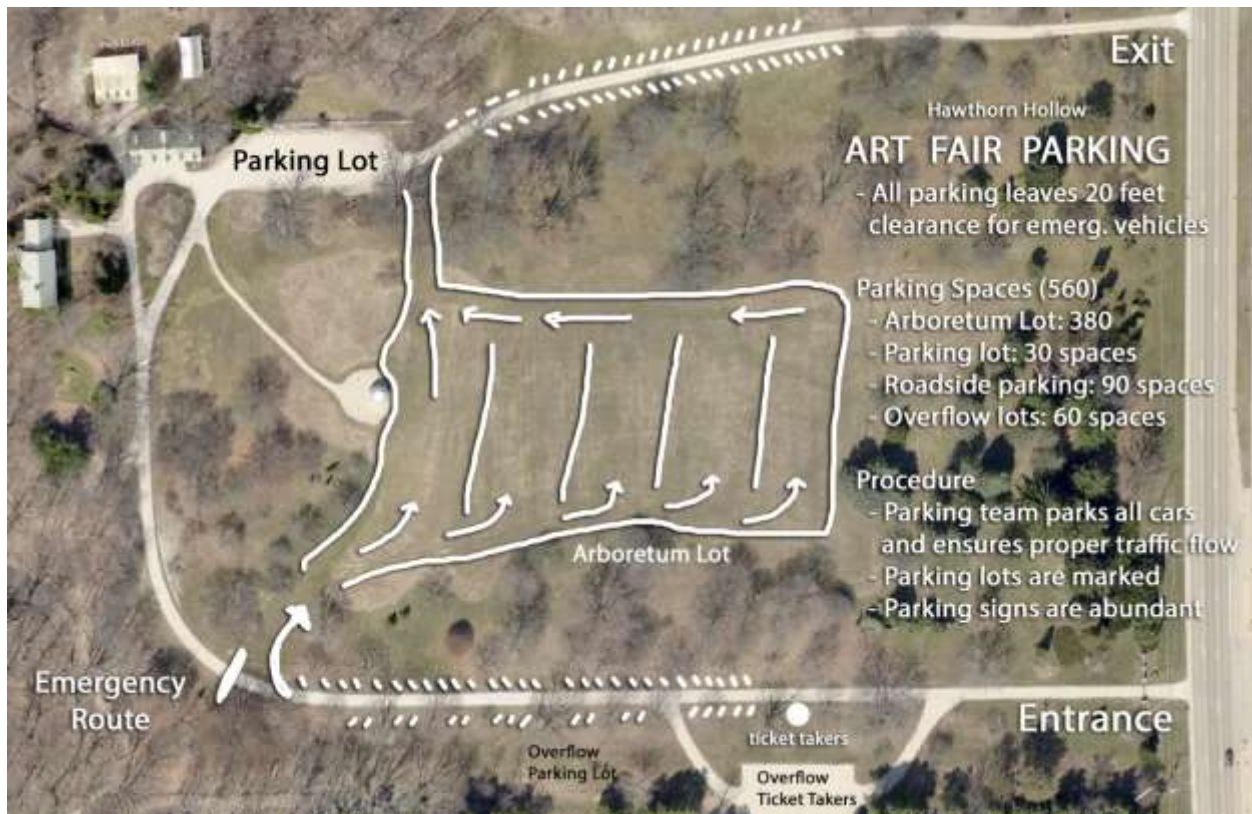 Exit
Hawthorn Hollow
ART FAIR PARKING
- All parking leaves 20 feet
clearance for emerg. vehicles
Parking Lot
Parking Spaces (560)
- Arboretum Lot: 380
- Parking lot: 30 spaces
- Roadside parking: 90 spaces
- Overflow lots: 60 spaces
Procedure
- Parking team parks all cars
and ensures proper traffic flow
- Parking lots are marked
- Parking signs are abundant
Arboretum Lot
Emergency
Route
Entrance
ticket takers
Overflow
Parking Lot
Overflow
Ticket Takers